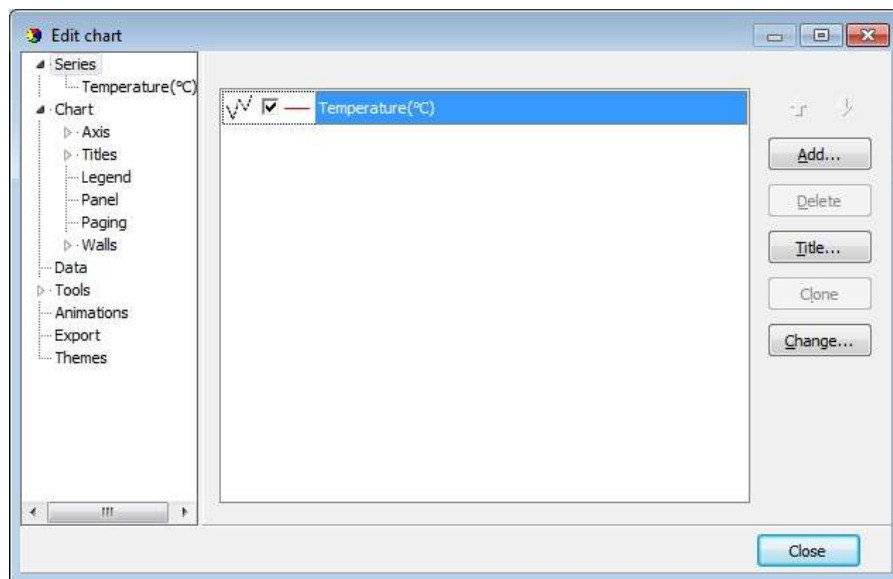 Edit chart
Series
Temperature(℃)
Chart
Axis
Titles
Legend
Panel
Paging
Walls
Data
Tools
Animations
Export
Themes
Temperature(℃)
Add...
Delete
Title...
Clone
Change...
Close